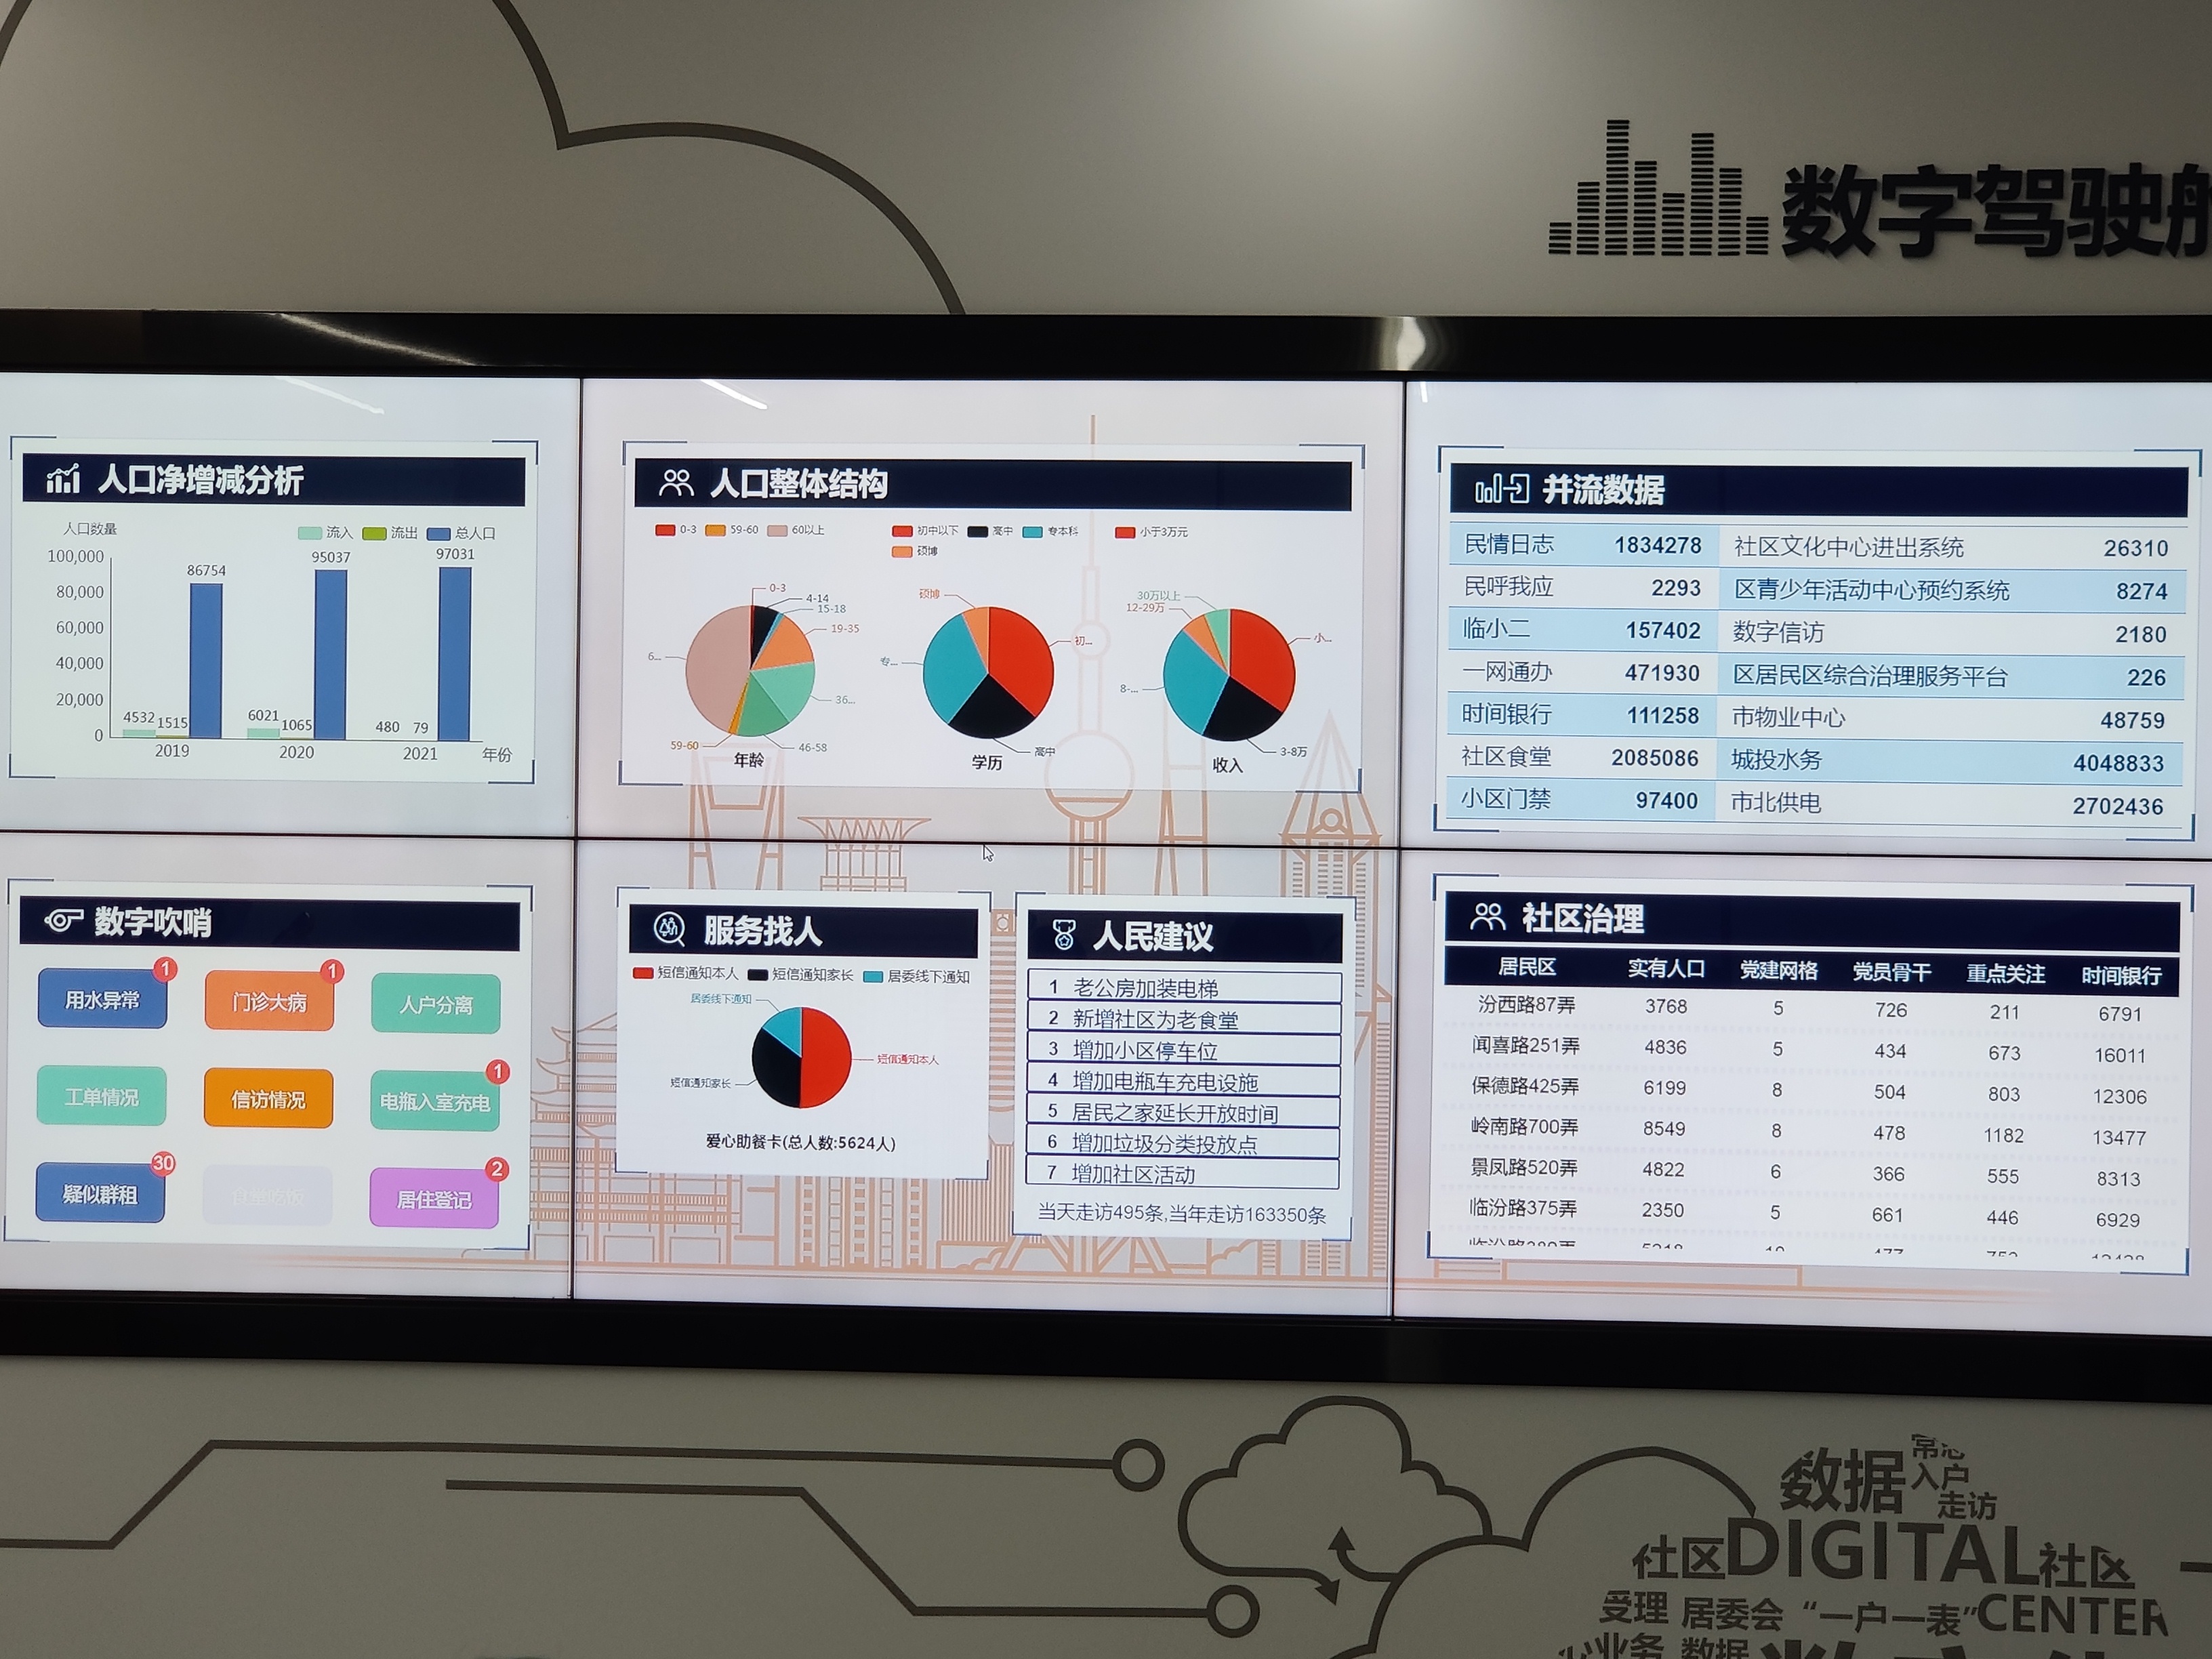 数字驾驶
人口净增减分析
人口数量
流入 流出 总人口
100,000
80,000
60,000
40,000
20,000
0
4532 1515 86754
6021 1065 95037
480 79 97031
2019 2020 2021 年份
人口整体结构
0-3 59-60 60以上
初中以下 高中 专本科
硕博
小于3万元
0-3
4-14
15-18
19-35
36...
46-58
59-60
6...
年龄
硕博
初...
专...
高中
学历
30万以上
12-29万
小...
8-...
3-8万
收入
并流数据
民情日志 1834278 社区文化中心进出系统 26310
民呼我应 2293 区青少年活动中心预约系统 8274
临小二 157402 数字信访 2180
一网通办 471930 区居民区综合治理服务平台 226
时间银行 111258 市物业中心 48759
社区食堂 2085086 城投水务 4048833
小区门禁 97400 市北供电 2702436
数字吹哨
用水异常 1 门诊大病 1 人户分离
工单情况 信访情况 电瓶入室充电 1
疑似群租 30 居住登记 2
服务找人
短信通知本人 短信通知家长 居委线下通知
居委线下通知
短信通知本人
短信通知家长
爱心助餐卡(总人数:5624人)
人民建议
1 老公房加装电梯
2 新增社区为老食堂
3 增加小区停车位
4 增加电瓶车充电设施
5 居民之家延长开放时间
6 增加垃圾分类投放点
7 增加社区活动
当天走访495条,当年走访163350条
社区治理
居民区 实有人口 党建网格 党员骨干 重点关注 时间银行
汾西路87弄 3768 5 726 211 6791
闻喜路251弄 4836 5 434 673 16011
保德路425弄 6199 8 504 803 12306
岭南路700弄 8549 8 478 1182 13477
景凤路520弄 4822 6 366 555 8313
临汾路375弄 2350 5 661 446 6929
数据
入户
走访
社区DIGITAL社区
受理 居委会 “一户一表”CENTER
业务 数据